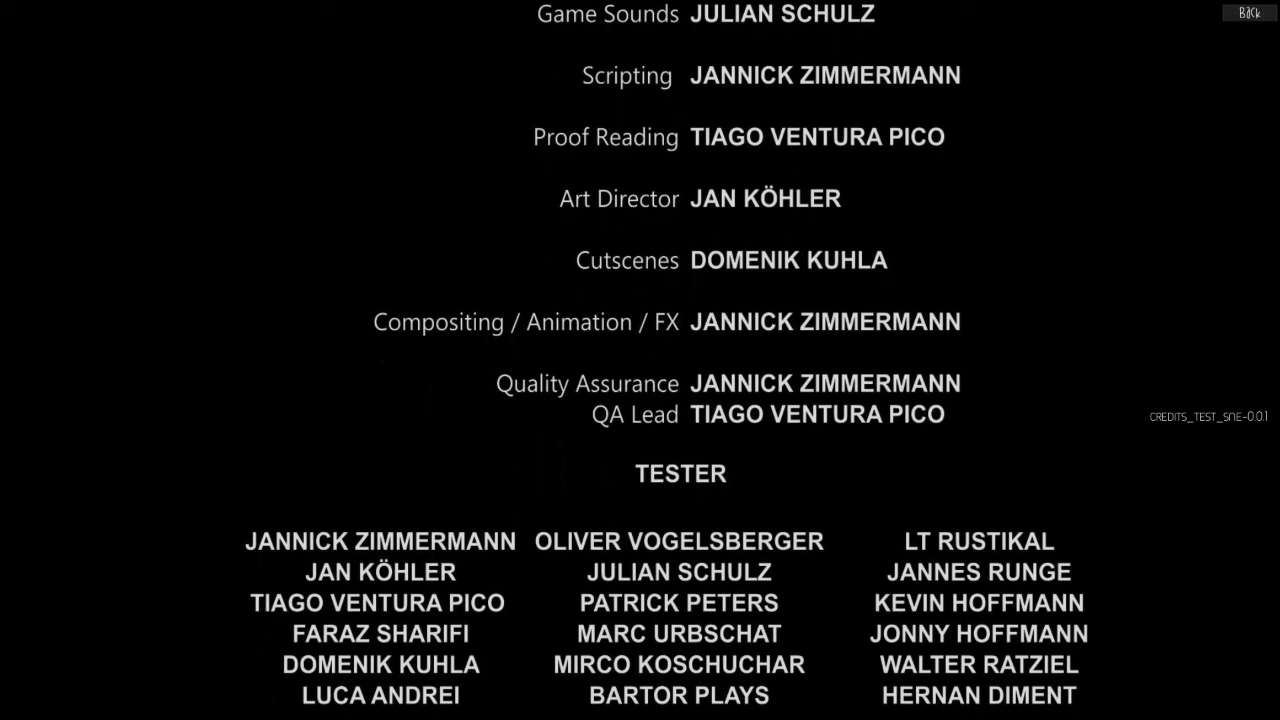 Game Sounds JULIAN SCHULZ
Back
Scripting JANNICK ZIMMERMANN
Proof Reading TIAGO VENTURA PICO
Art Director JAN KÖHLER
Cutscenes DOMENIK KUHLA
Compositing / Animation / FX JANNICK ZIMMERMANN
Quality Assurance JANNICK ZIMMERMANN
QA Lead TIAGO VENTURA PICO
CREDITS_TEST_SNE-0.0.1
TESTER
JANNICK ZIMMERMANN OLIVER VOGELSBERGER LT RUSTIKAL
JAN KÖHLER JULIAN SCHULZ JANNES RUNGE
TIAGO VENTURA PICO PATRICK PETERS KEVIN HOFFMANN
FARAZ SHARIFI MARC URBSCHAT JONNY HOFFMANN
DOMENIK KUHLA MIRCO KOSCHUCHAR WALTER RATZIEL
LUCA ANDREI BARTOR PLAYS HERNAN DIMENT